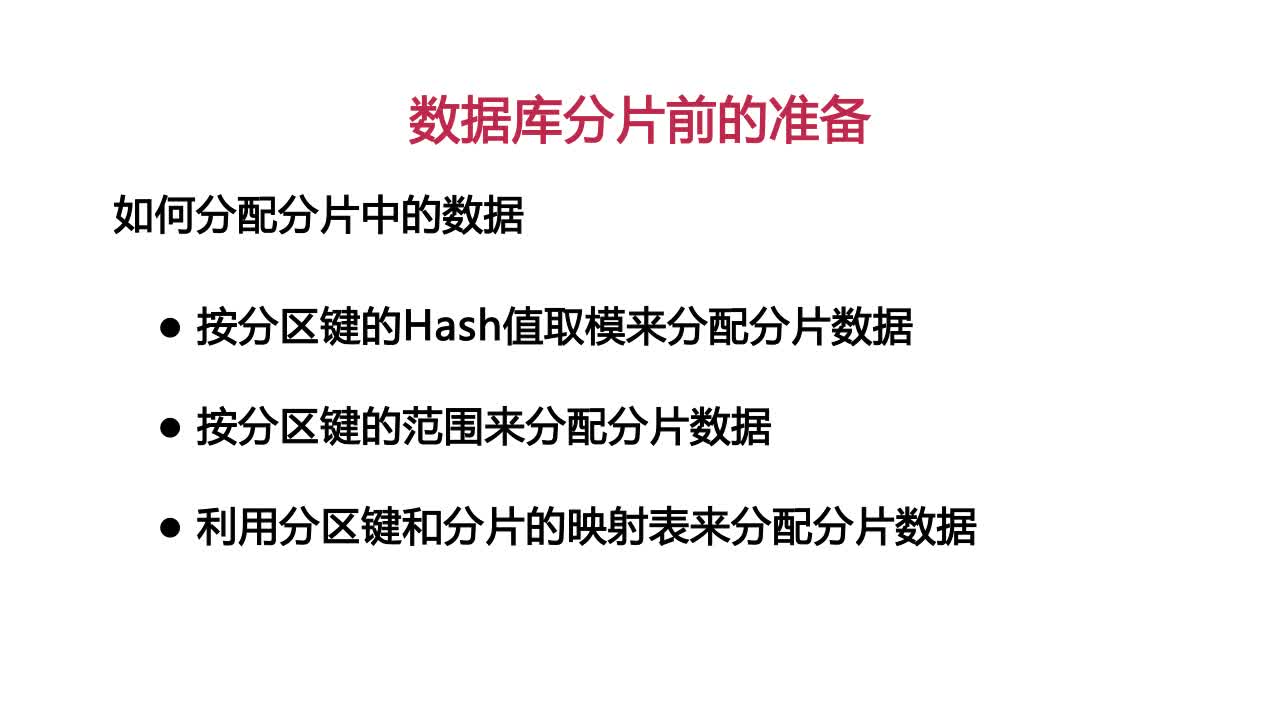 数据库分片前的准备
如何分配分片中的数据
● 按分区键的Hash值取模来分配分片数据
● 按分区键的范围来分配分片数据
● 利用分区键和分片的映射表来分配分片数据